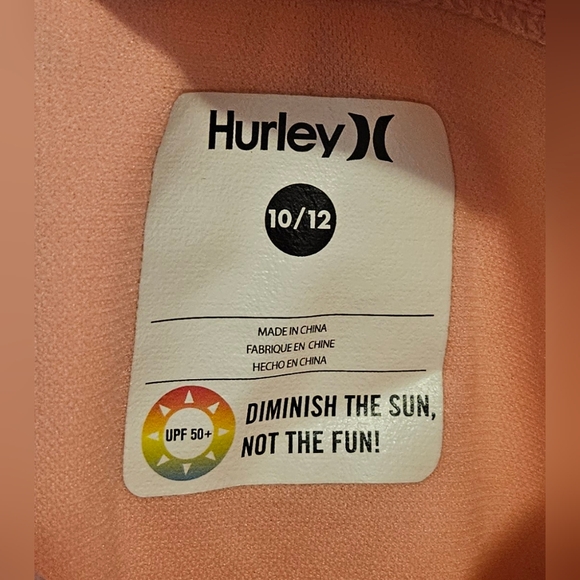 Hurley
10/12
MADE IN CHINA
FABRIQUE EN CHINE
HECHO EN CHINA
UPF 50+
DIMINISH THE SUN,
NOT THE FUN!